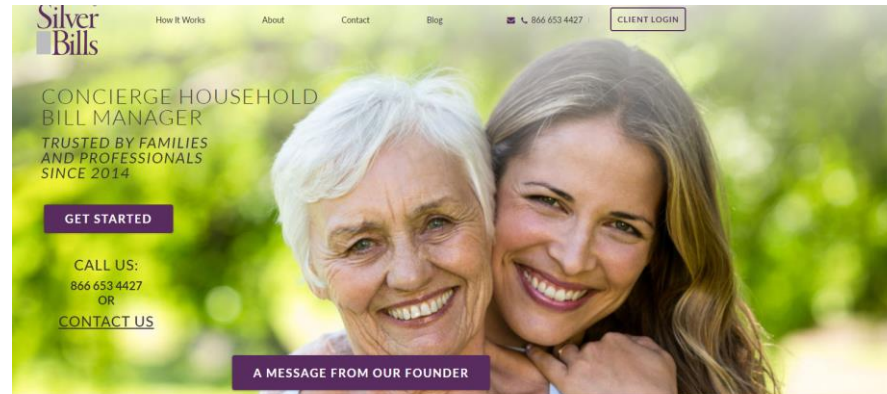 Silver
Bills
How It Works
About
Contact
Blog
866 653 4427
CLIENT LOGIN
CONCIERGE HOUSEHOLD
BILL MANAGER
TRUSTED BY FAMILIES
AND PROFESSIONALS
SINCE 2014
GET STARTED
CALL US:
866 653 4427
OR
CONTACT US
A MESSAGE FROM OUR FOUNDER